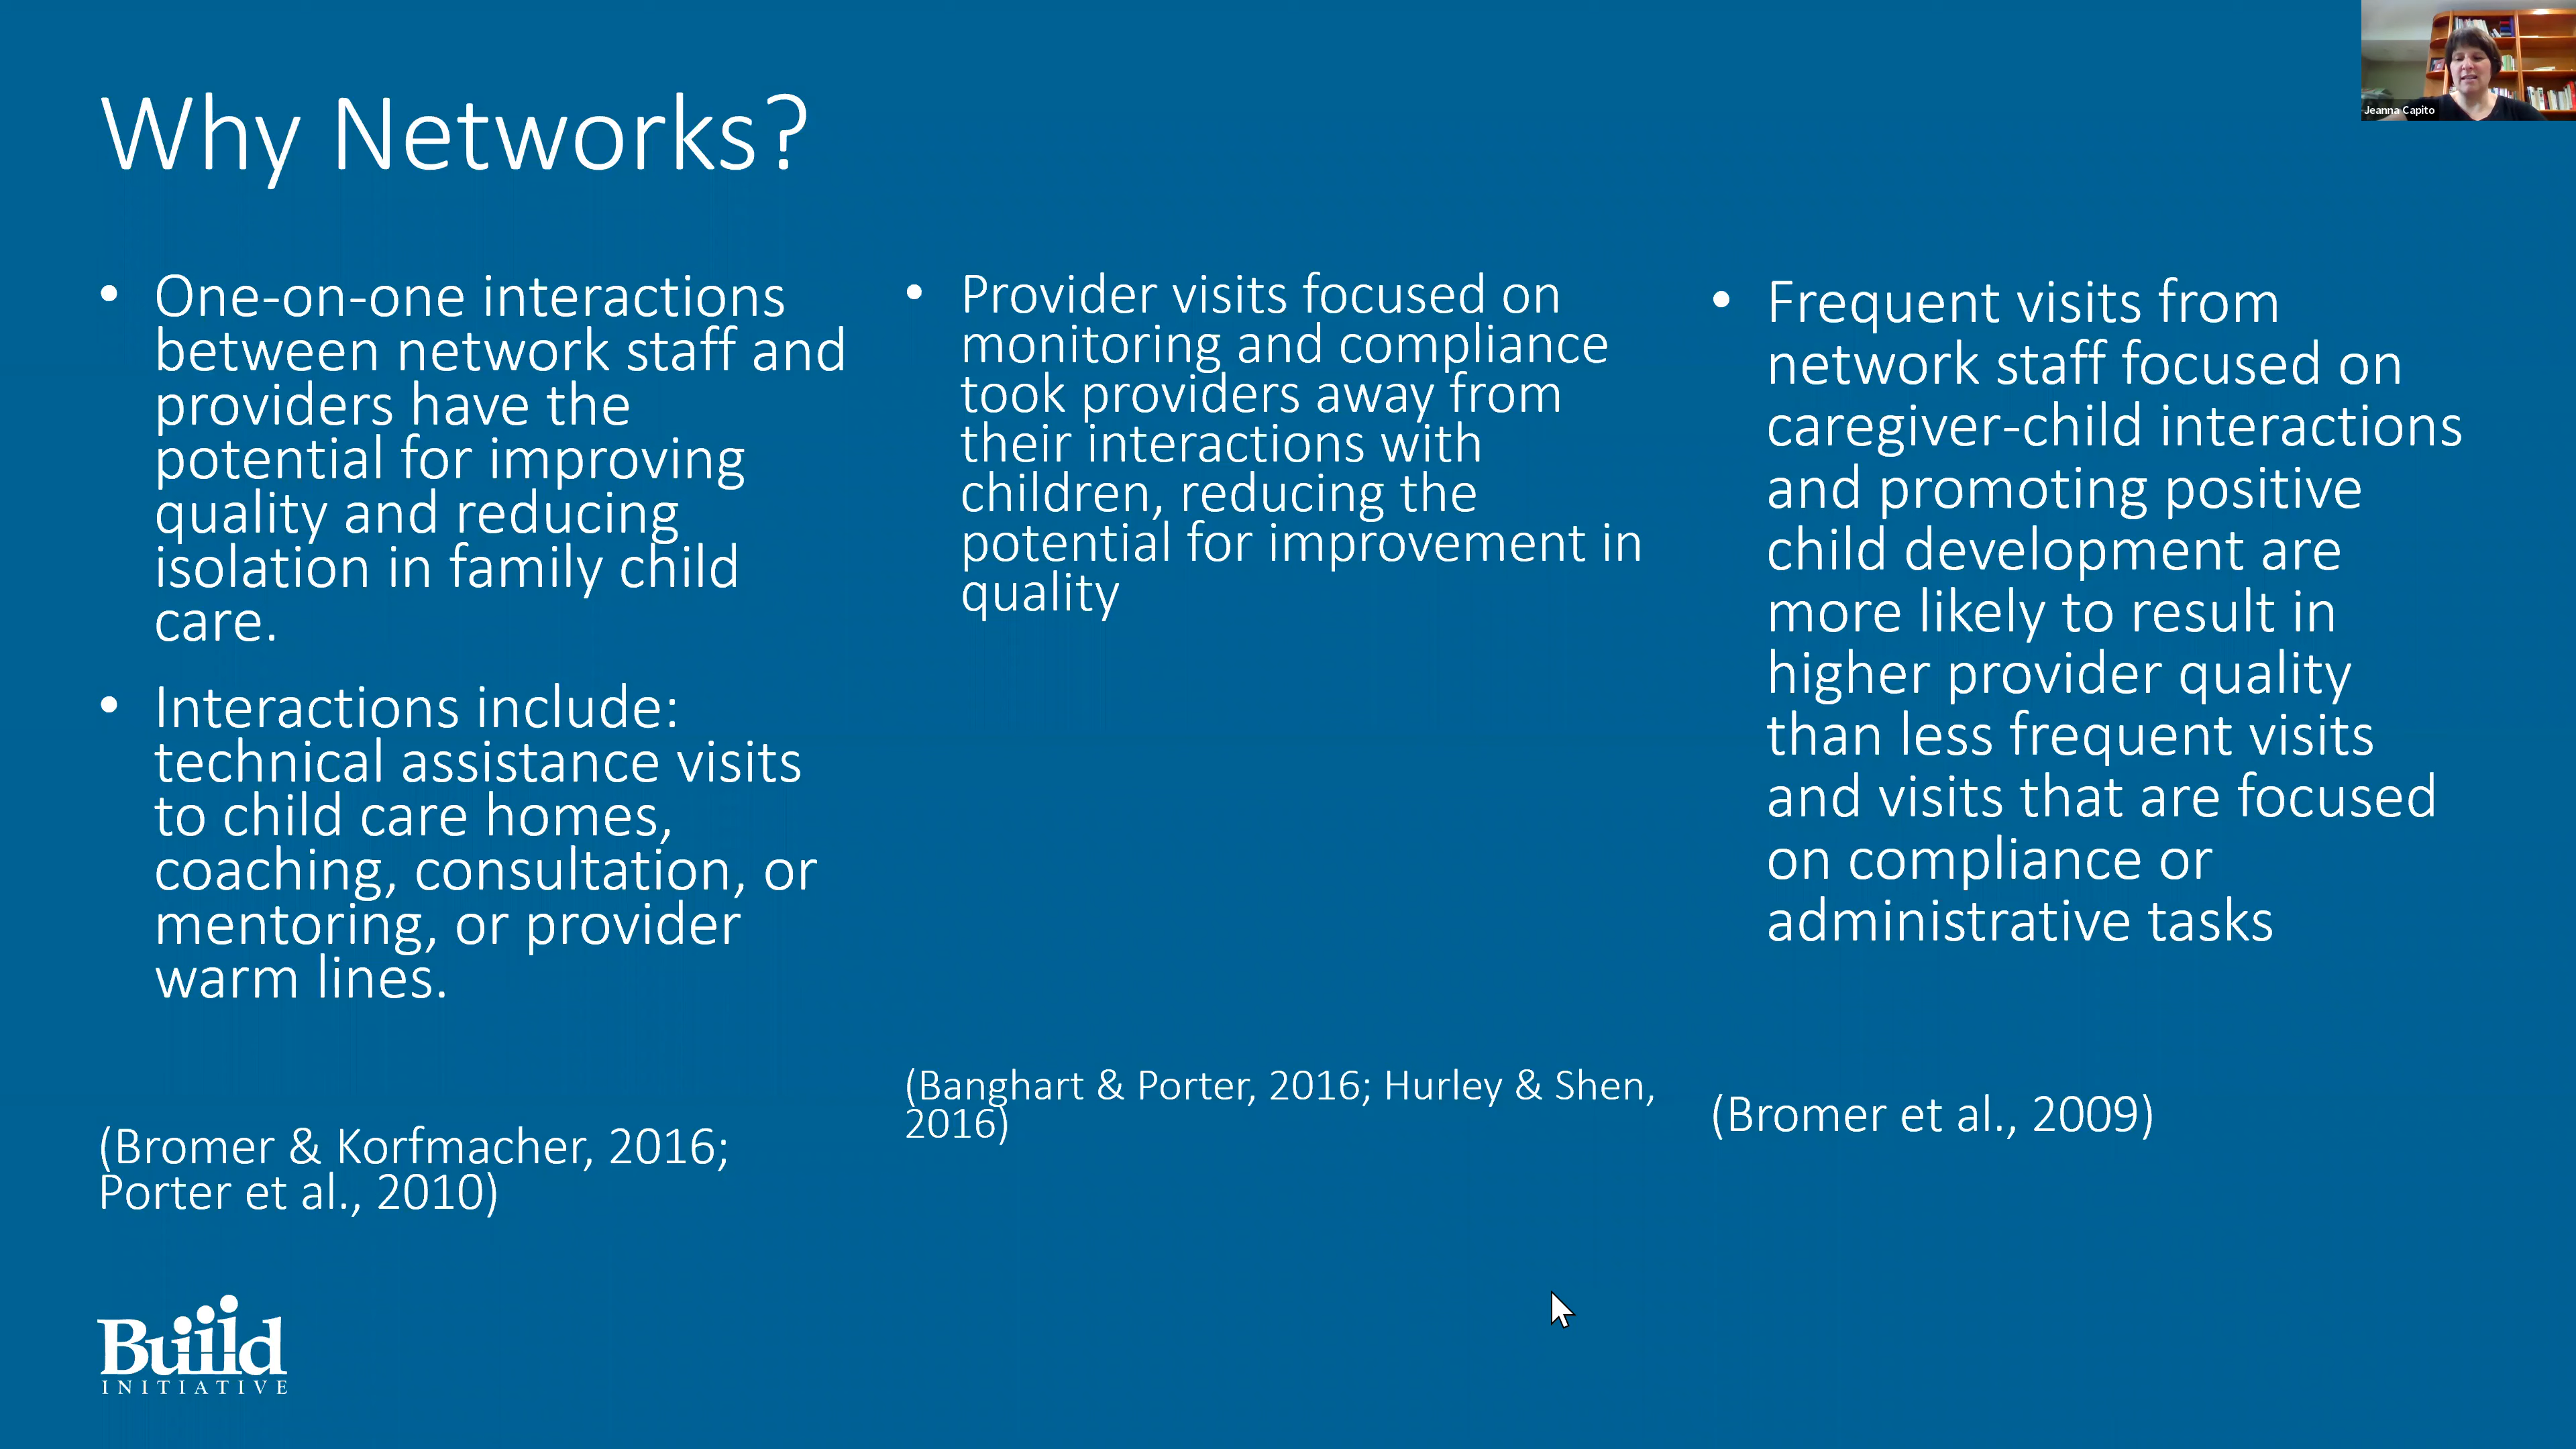 Why Networks?
Jeanna Capito
• One-on-one interactions
between network staff and
providers have the
potential for improving
quality and reducing
isolation in family child
care.
• Interactions include:
technical assistance visits
to child care homes,
coaching, consultation, or
mentoring, or provider
warm lines.
(Bromer & Korfmacher, 2016;
Porter et al., 2010)
• Provider visits focused on
monitoring and compliance
took providers away from
their interactions with
children, reducing the
potential for improvement in
quality
(Banghart & Porter, 2016; Hurley & Shen,
2016)
• Frequent visits from
network staff focused on
caregiver-child interactions
and promoting positive
child development are
more likely to result in
higher provider quality
than less frequent visits
and visits that are focused
on compliance or
administrative tasks
(Bromer et al., 2009)
Build
INITIATIVE